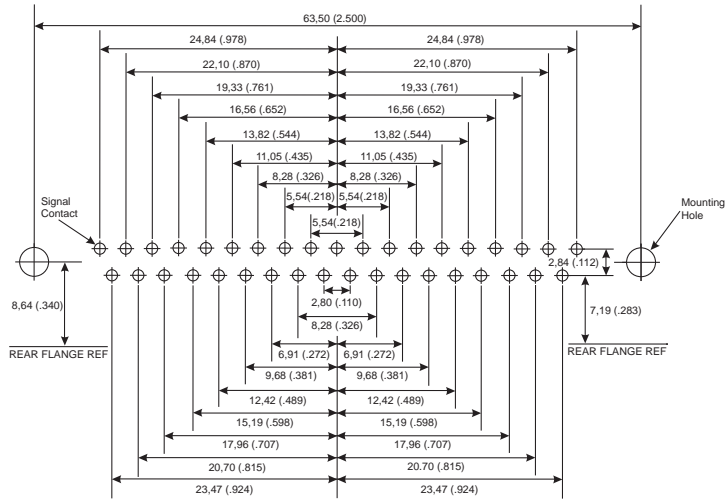 63,50 (2.500)
24,84 (.978) 24,84 (.978)
22,10 (.870) 22,10 (.870)
19,33 (.761) 19,33 (.761)
16,56 (.652) 16,56 (.652)
13,82 (.544) 13,82 (.544)
11,05 (.435) 11,05 (.435)
8,28 (.326) 8,28 (.326)
5,54(.218) 5,54(.218)
Signal
Contact
Mounting
Hole
5,54(.218)
2,84 (.112)
8,64 (.340)
2,80 (.110)
7,19 (.283)
8,28 (.326)
REAR FLANGE REF
REAR FLANGE REF
6,91 (.272) 6,91 (.272)
9,68 (.381) 9,68 (.381)
12,42 (.489) 12,42 (.489)
15,19 (.598) 15,19 (.598)
17,96 (.707) 17,96 (.707)
20,70 (.815) 20.70 (.815)
23,47 (.924) 23,47 (.924)